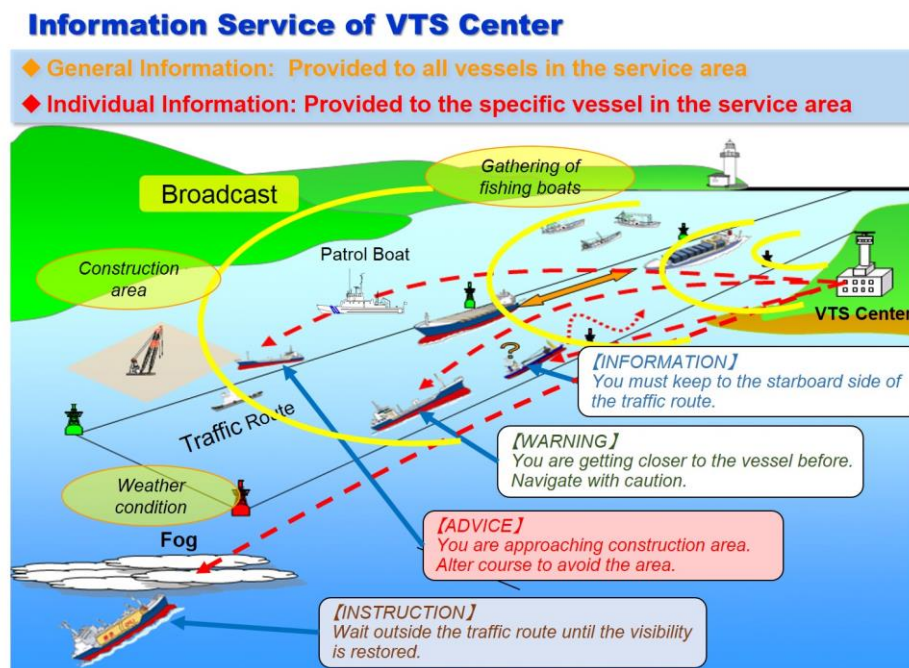 Information Service of VTS Center
◆ General Information: Provided to all vessels in the service area
◆ Individual Information: Provided to the specific vessel in the service area
Gathering of
fishing boats
Broadcast
Patrol Boat
Construction
area
VTS Center
?
【INFORMATION】
You must keep to the starboard side of
the traffic route.
Traffic Route
【WARNING】
You are getting closer to the vessel before.
Navigate with caution.
Weather
condition
Fog
【ADVICE】
You are approaching construction area.
Alter course to avoid the area.
【INSTRUCTION】
Wait outside the traffic route until the visibility
is restored.